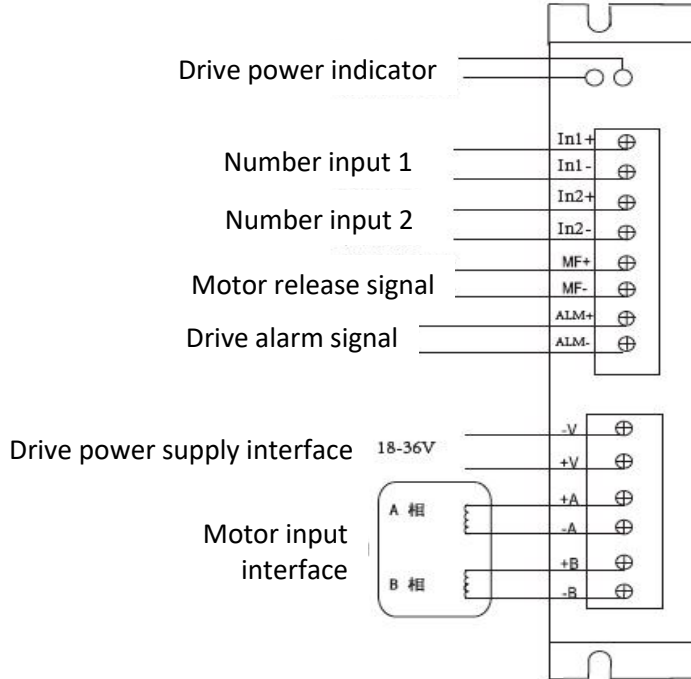 Drive power indicator
In1+
Number input 1
In1-
In2+
Number input 2
In2-
MF+
Motor release signal
MF-
ALM+
Drive alarm signal
ALM-
-V
Drive power supply interface 18-36V
+V
+A
A 相
-A
Motor input
interface
+B
B 相
-B